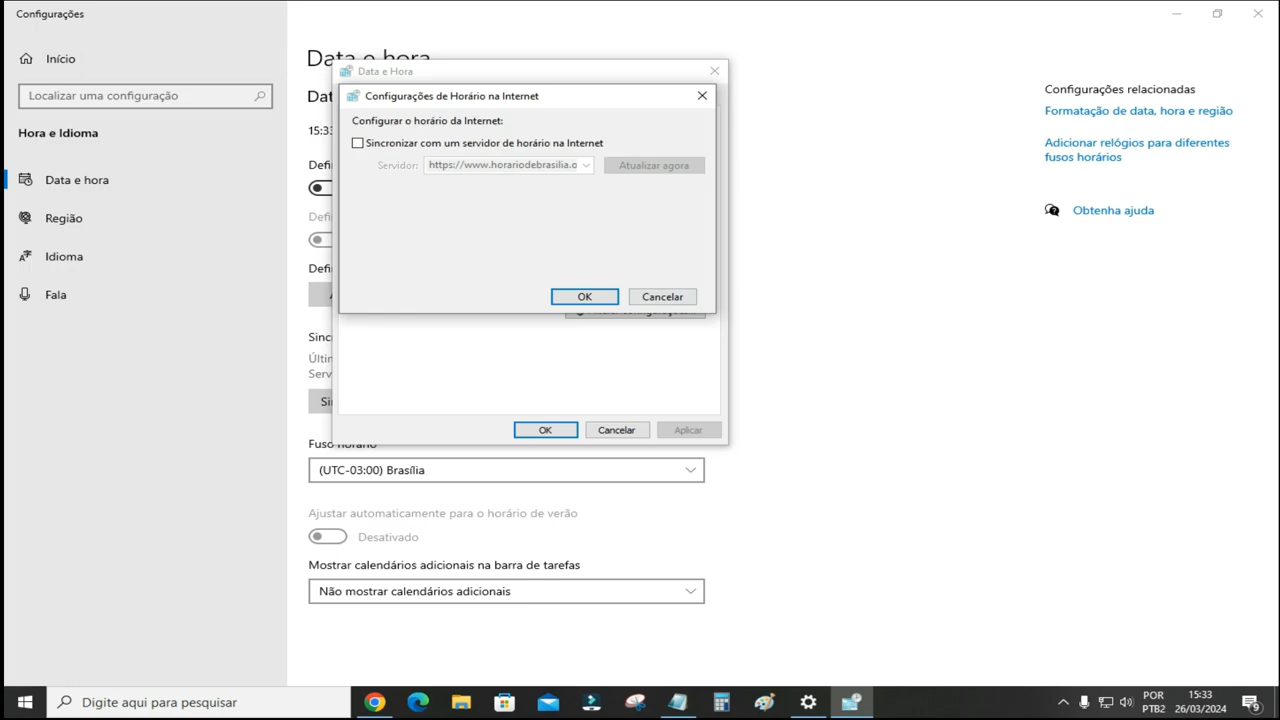 Configurações
Início
Localizar uma configuração
Hora e Idioma
Data e hora
Região
Idioma
Fala
Data e hora
Data e Hora
Configurações de Horário na Internet
Configurar o horário da Internet:
Sincronizar com um servidor de horário na Internet
Servidor: https://www.horariodebrasilia.o Atualizar agora
OK Cancelar
OK Cancelar Aplicar
15:33
Fuso horário
(UTC-03:00) Brasília
Ajustar automaticamente para o horário de verão
Desativado
Mostrar calendários adicionais na barra de tarefas
Não mostrar calendários adicionais
Configurações relacionadas
Formatação de data, hora e região
Adicionar relógios para diferentes
fusos horários
Obtenha ajuda
Digite aqui para pesquisar
POR
PTB2
15:33
26/03/2024
9